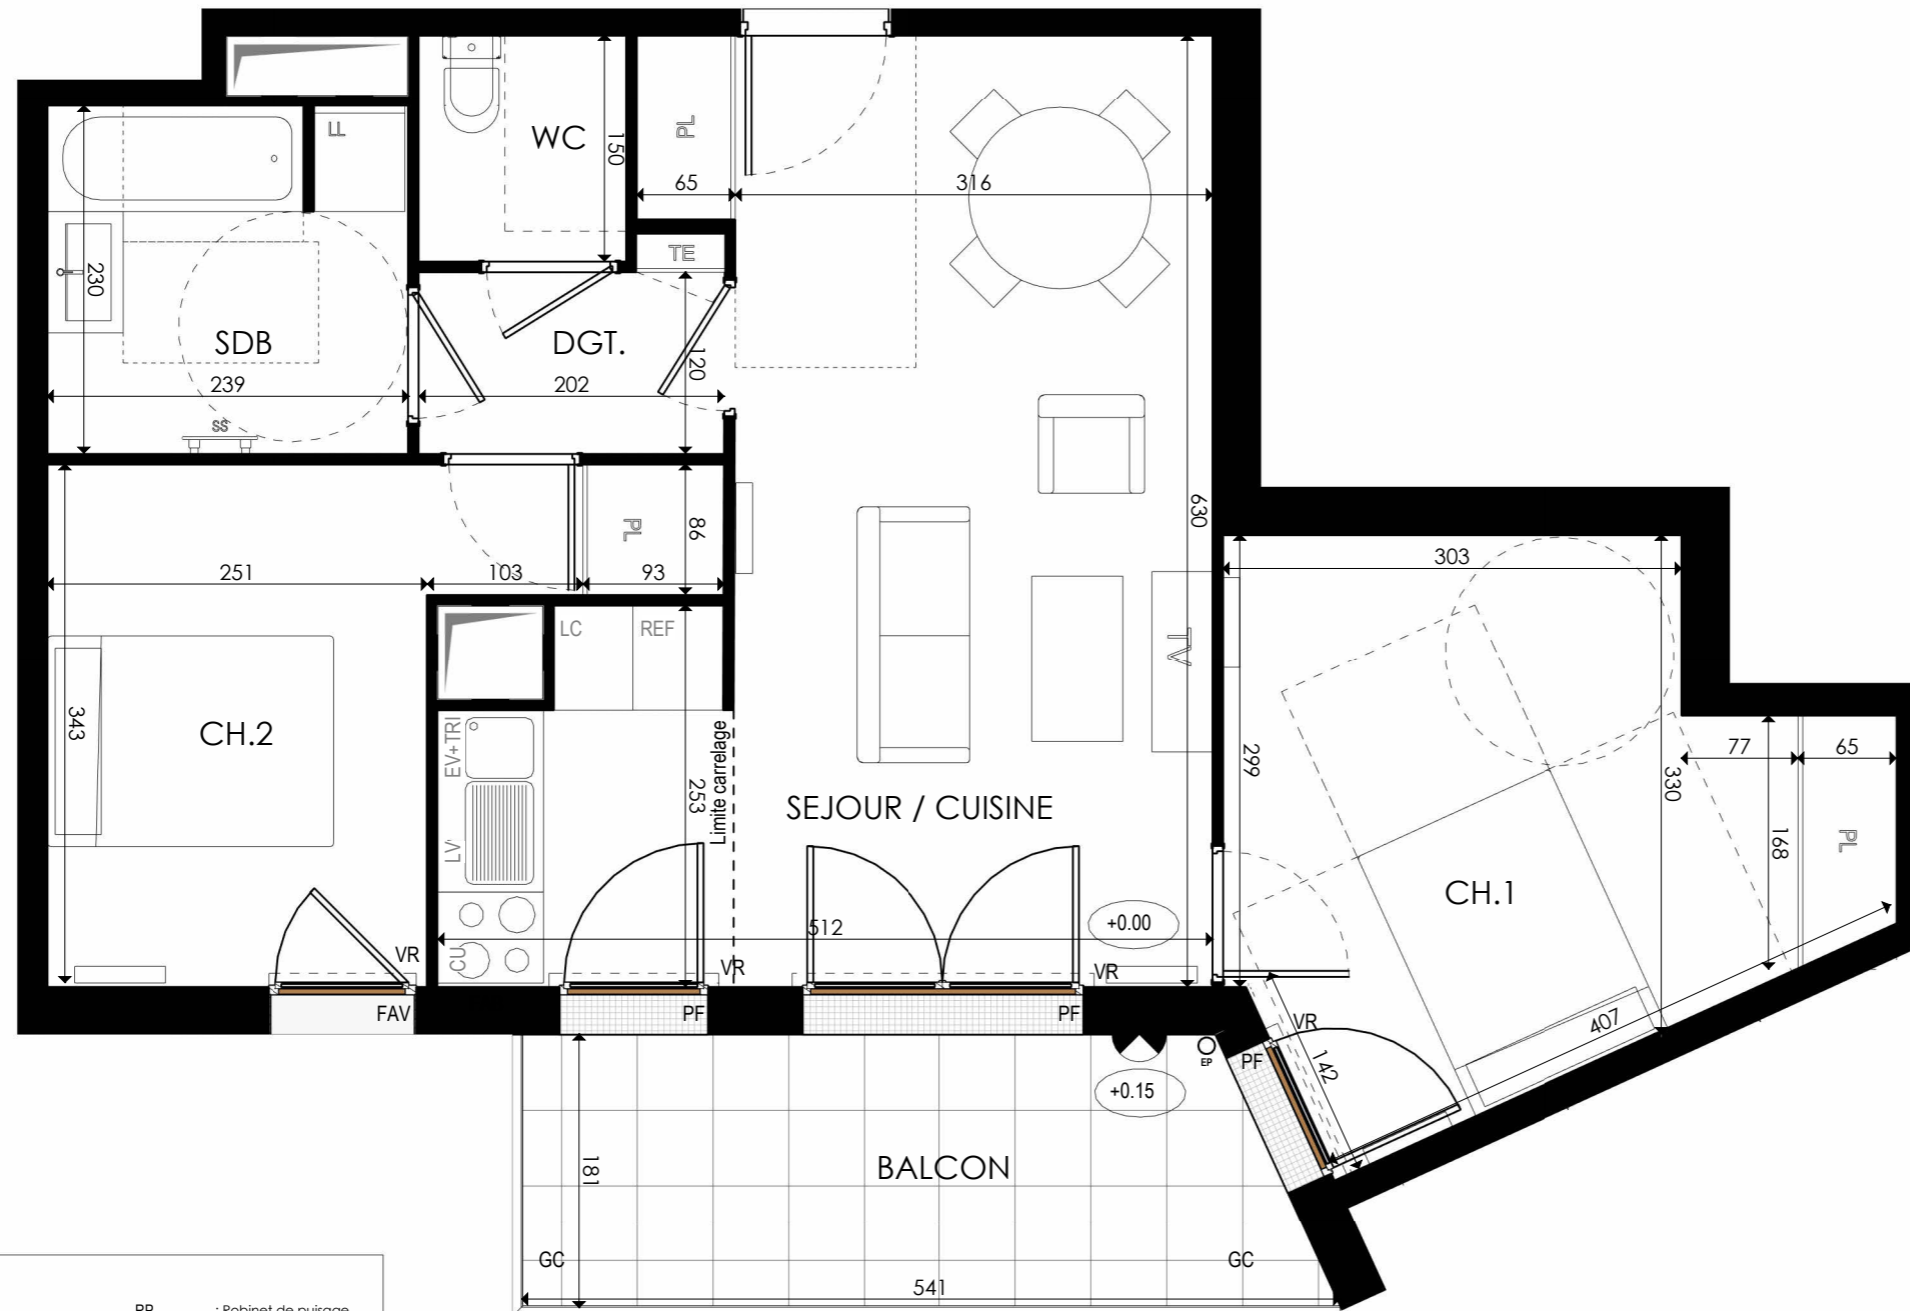 WC
150
PL
65
316
LL
TE
230
SDB
DGT.
120
239
202
SS
630
86
PL
251
103
93
303
LC
REF
TV
343
CH.2
EV+TRI
253
Limite carrelage
299
330
77
65
168
PL
SEJOUR / CUISINE
LV
CH.1
512
+0.00
CU
VR
VR
VR
FAV
PF
PF
407
VR
PF
142
EP
+0.15
BALCON
181
GC
GC
541
: Robinet de puisage